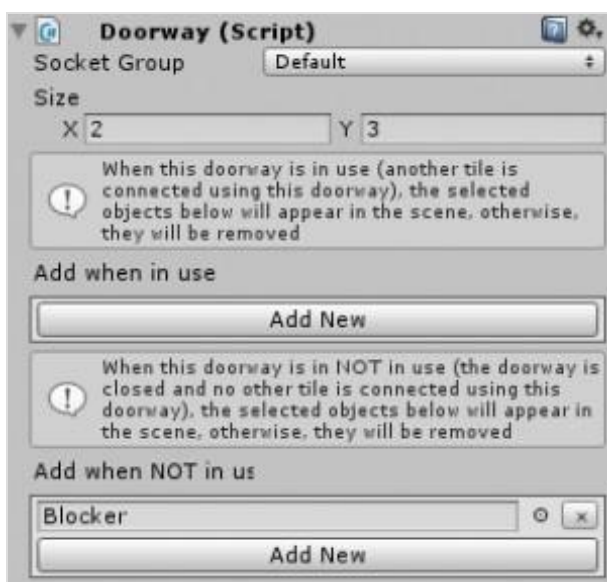 Doorway (Script)
Socket Group Default
Size
X 2 Y 3
When this doorway is in use (another tile is
connected using this doorway), the selected
objects below will appear in the scene, otherwise,
they will be removed
Add when in use
Add New
When this doorway is in NOT in use (the doorway is
closed and no other tile is connected using this
doorway), the selected objects below will appear in
the scene, otherwise, they will be removed
Add when NOT in us
Blocker
Add New